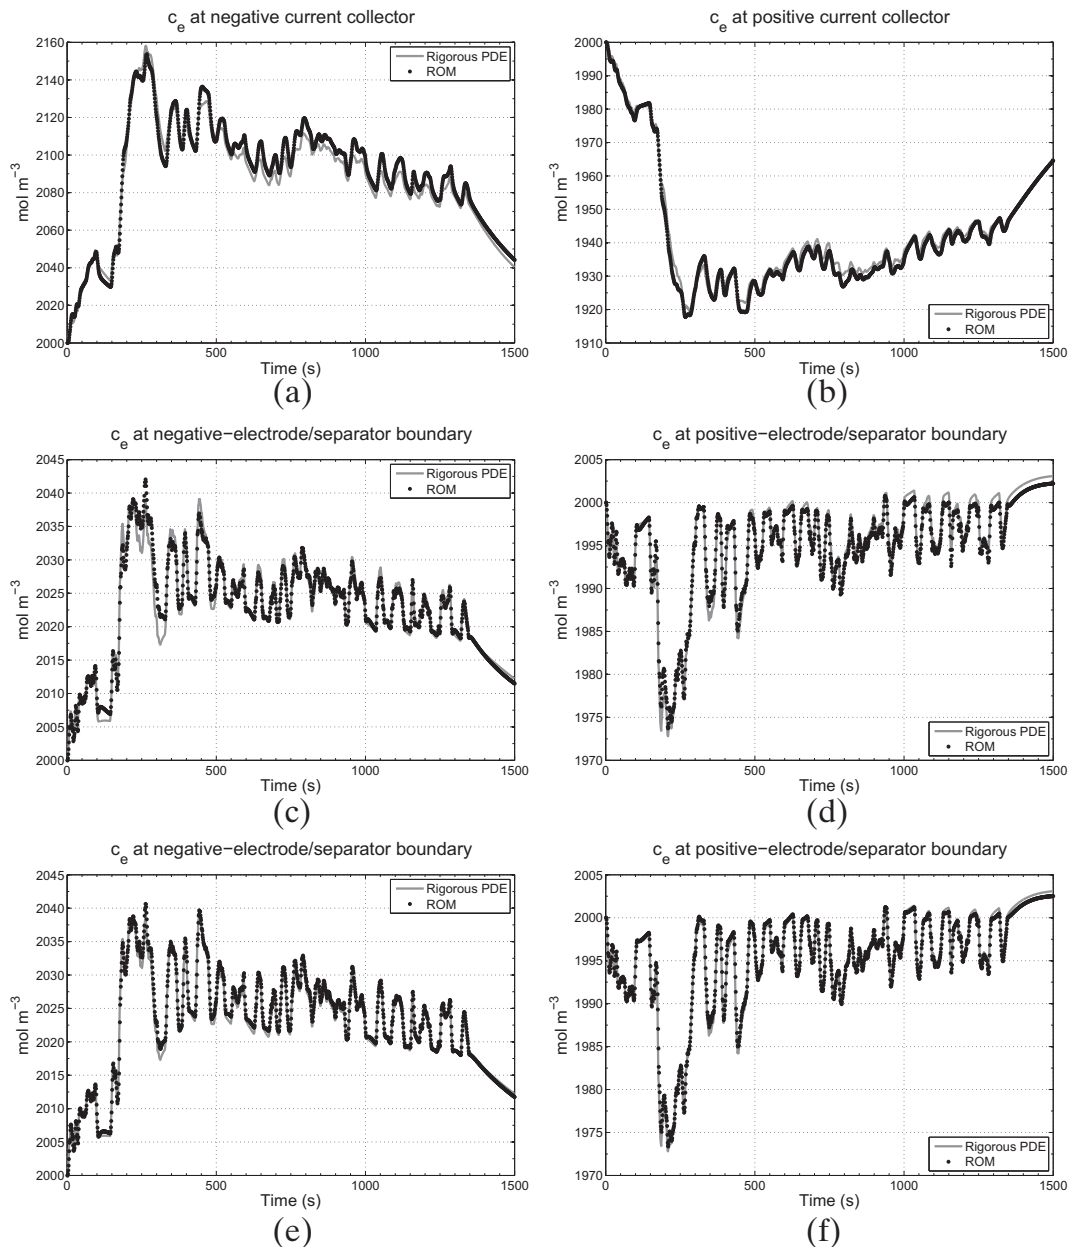 c_e at negative current collector
mol m⁻³
2160
2140
2120
2100
2080
2060
2040
2020
2000
Rigorous PDE
ROM
0 500 1000 1500
Time (s)
(a)
c_e at positive current collector
mol m⁻³
2000
1990
1980
1970
1960
1950
1940
1930
1920
1910
Rigorous PDE
ROM
0 500 1000 1500
Time (s)
(b)
c_e at negative−electrode/separator boundary
mol m⁻³
2045
2040
2035
2030
2025
2020
2015
2010
2005
2000
Rigorous PDE
ROM
0 500 1000 1500
Time (s)
(c)
c_e at positive−electrode/separator boundary
mol m⁻³
2005
2000
1995
1990
1985
1980
1975
1970
Rigorous PDE
ROM
0 500 1000 1500
Time (s)
(d)
c_e at negative−electrode/separator boundary
mol m⁻³
2045
2040
2035
2030
2025
2020
2015
2010
2005
2000
Rigorous PDE
ROM
0 500 1000 1500
Time (s)
(e)
c_e at positive−electrode/separator boundary
mol m⁻³
2005
2000
1995
1990
1985
1980
1975
1970
Rigorous PDE
ROM
0 500 1000 1500
Time (s)
(f)